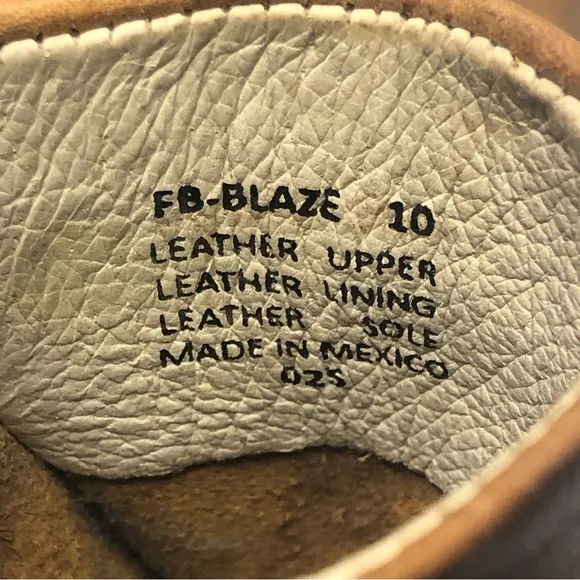 FB-BLAZE 10
LEATHER UPPER
LEATHER LINING
LEATHER SOLE
MADE IN MEXICO
025